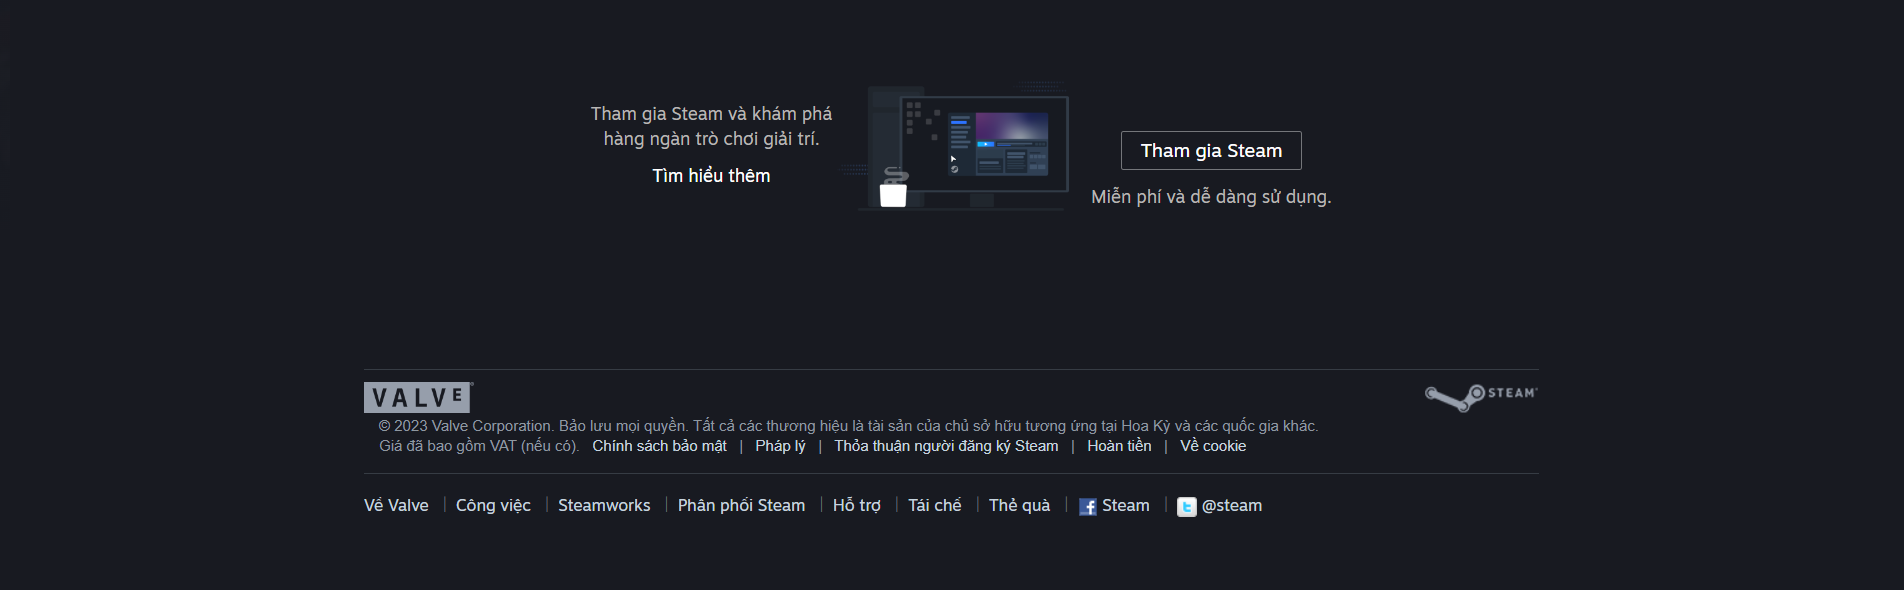 Tham gia Steam và khám phá
hàng ngàn trò chơi giải trí.
Tìm hiểu thêm
Tham gia Steam
Miễn phí và dễ dàng sử dụng.
VALVE
STEAM
© 2023 Valve Corporation. Bảo lưu mọi quyền. Tất cả các thương hiệu là tài sản của chủ sở hữu tương ứng tại Hoa Kỳ và các quốc gia khác.
Giá đã bao gồm VAT (nếu có). Chính sách bảo mật | Pháp lý | Thỏa thuận người đăng ký Steam | Hoàn tiền | Về cookie
Về Valve | Công việc | Steamworks | Phân phối Steam | Hỗ trợ | Tái chế | Thẻ quà | Steam | @steam